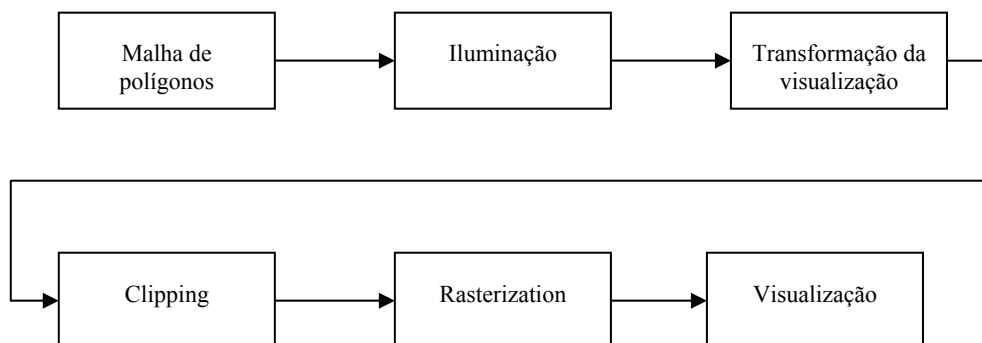 Malha de
polígonos
Iluminação
Transformação da
visualização
Clipping
Rasterization
Visualização